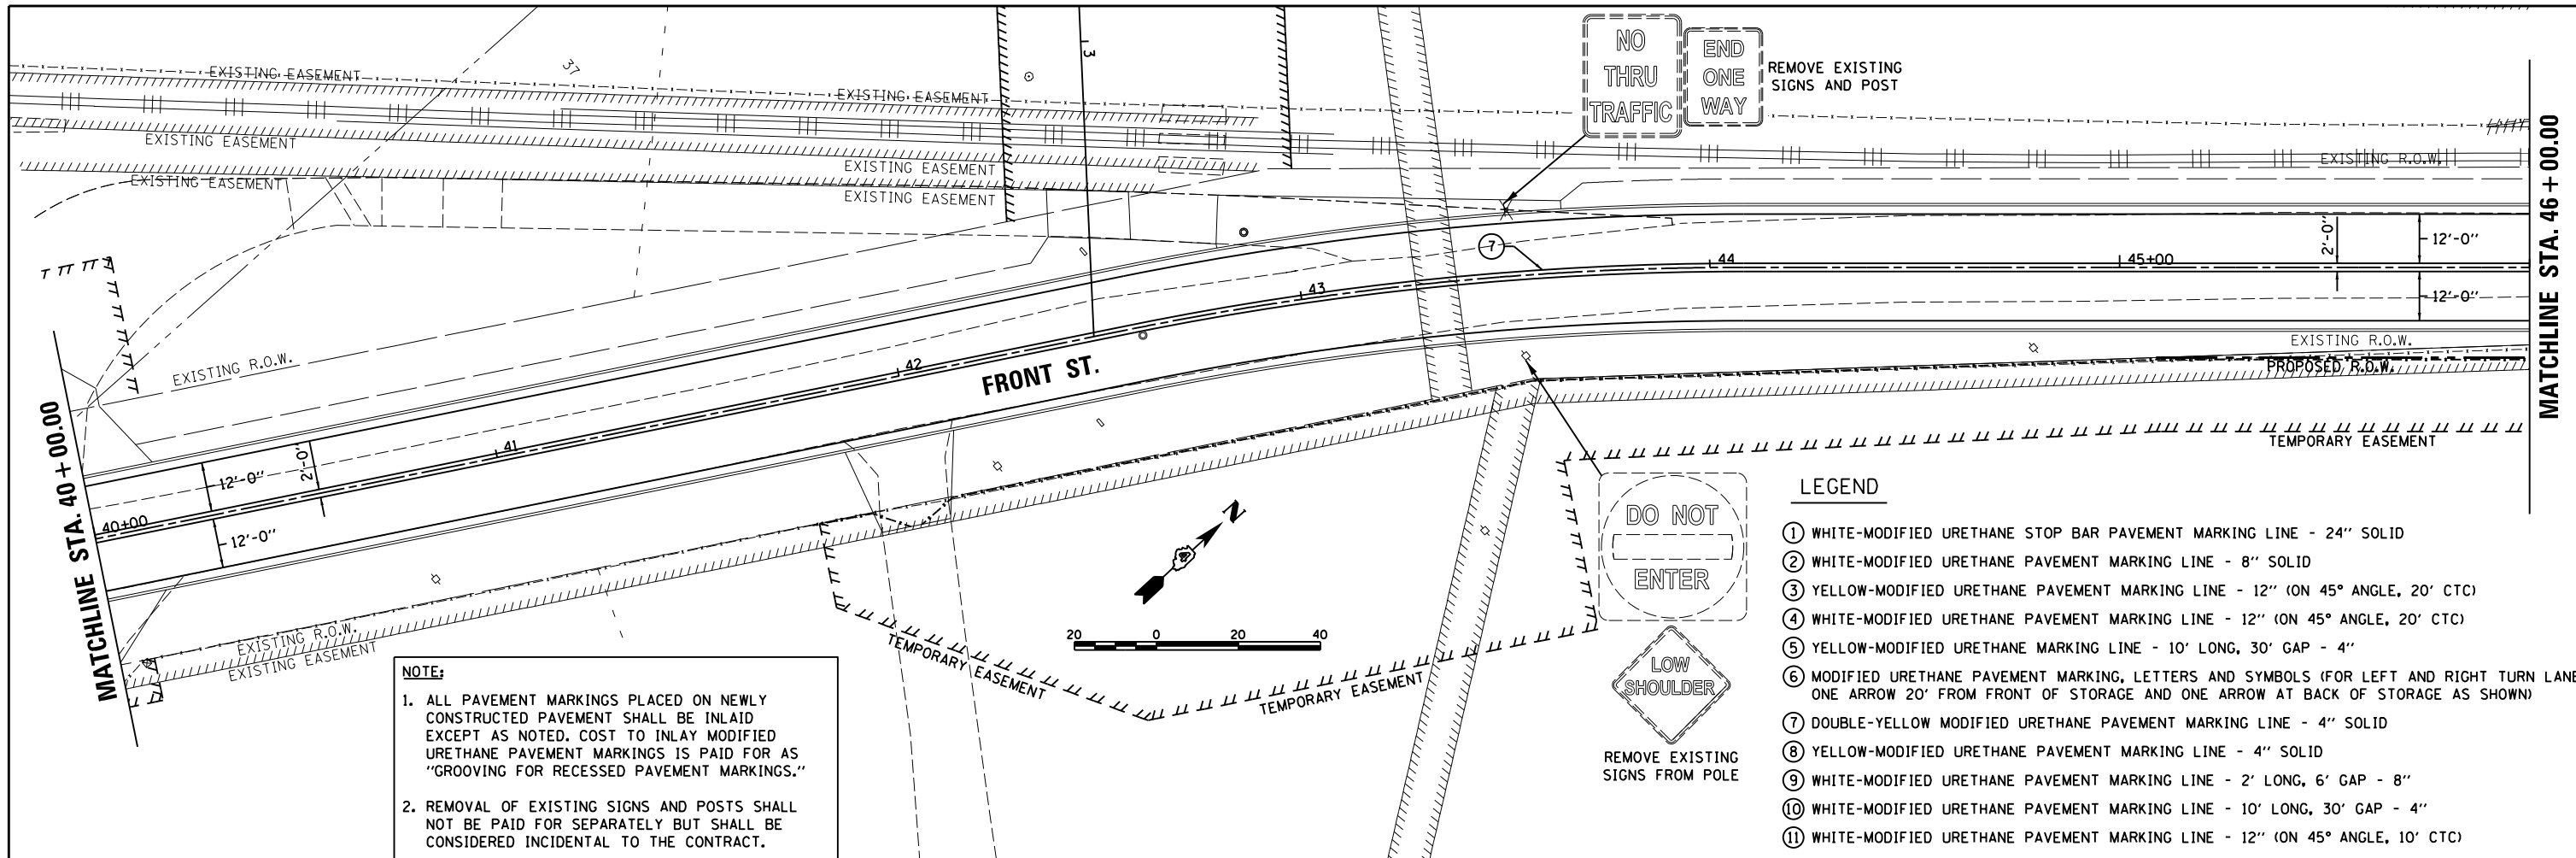 NO
THRU
TRAFFIC
END
ONE
WAY
REMOVE EXISTING
SIGNS AND POST
37
3
EXISTING EASEMENT
EXISTING EASEMENT
EXISTING EASEMENT
EXISTING EASEMENT
EXISTING EASEMENT
EXISTING EASEMENT
EXISTING R.O.W.
MATCHLINE STA. 46+00.00
7
2'-0"
12'-0"
12'-0"
44
45+00
43
42
41
40+00
FRONT ST.
EXISTING R.O.W.
EXISTING R.O.W.
PROPOSED R.O.W.
TEMPORARY EASEMENT
MATCHLINE STA. 40+00.00
12'-0"
2'-0"
12'-0"
EXISTING R.O.W.
EXISTING EASEMENT
TEMPORARY EASEMENT
TEMPORARY EASEMENT
N
20 0 20 40
DO NOT
ENTER
LOW
SHOULDER
REMOVE EXISTING
SIGNS FROM POLE
NOTE:
1. ALL PAVEMENT MARKINGS PLACED ON NEWLY
CONSTRUCTED PAVEMENT SHALL BE INLAID
EXCEPT AS NOTED. COST TO INLAY MODIFIED
URETHANE PAVEMENT MARKINGS IS PAID FOR AS
"GROOVING FOR RECESSED PAVEMENT MARKINGS."
2. REMOVAL OF EXISTING SIGNS AND POSTS SHALL
NOT BE PAID FOR SEPARATELY BUT SHALL BE
CONSIDERED INCIDENTAL TO THE CONTRACT.
LEGEND
1 WHITE-MODIFIED URETHANE STOP BAR PAVEMENT MARKING LINE - 24" SOLID
2 WHITE-MODIFIED URETHANE PAVEMENT MARKING LINE - 8" SOLID
3 YELLOW-MODIFIED URETHANE PAVEMENT MARKING LINE - 12" (ON 45° ANGLE, 20' CTC)
4 WHITE-MODIFIED URETHANE PAVEMENT MARKING LINE - 12" (ON 45° ANGLE, 20' CTC)
5 YELLOW-MODIFIED URETHANE MARKING LINE - 10' LONG, 30' GAP - 4"
6 MODIFIED URETHANE PAVEMENT MARKING, LETTERS AND SYMBOLS (FOR LEFT AND RIGHT TURN LANE
ONE ARROW 20' FROM FRONT OF STORAGE AND ONE ARROW AT BACK OF STORAGE AS SHOWN)
7 DOUBLE-YELLOW MODIFIED URETHANE PAVEMENT MARKING LINE - 4" SOLID
8 YELLOW-MODIFIED URETHANE PAVEMENT MARKING LINE - 4" SOLID
9 WHITE-MODIFIED URETHANE PAVEMENT MARKING LINE - 2' LONG, 6' GAP - 8"
10 WHITE-MODIFIED URETHANE PAVEMENT MARKING LINE - 10' LONG, 30' GAP - 4"
11 WHITE-MODIFIED URETHANE PAVEMENT MARKING LINE - 12" (ON 45° ANGLE, 10' CTC)